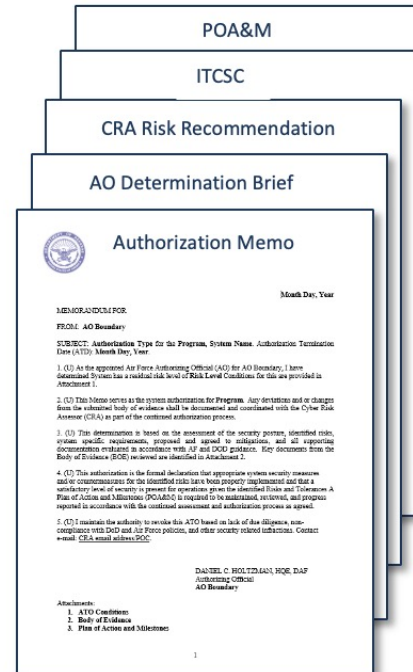 POA&M
ITCSC
CRA Risk Recommendation
AO Determination Brief
Authorization Memo
Month Day, Year
MEMORANDUM FOR
FROM: AO Boundary
SUBJECT: Authorization Type for the Program, System Name. Authorization Termination
Date (ATD): Month Day, Year.
1. (U) As the appointed Air Force Authorizing Official (AO) for AO Boundary, I have
determined System has a residual risk level of Risk Level Conditions for this are provided in
Attachment 1.
2. (U) This Memo serves as the system authorization for Program. Any deviations and/or changes
from the submitted body of evidence shall be documented and coordinated with the Cyber Risk
Assessor (CRA) as part of the continued authorization process.
3. (U) This determination is based on the assessment of the security posture, identified risks,
system specific requirements, proposed and agreed to mitigations, and all supporting
documentation evaluated in accordance with AF and DOD guidance. Key documents from the
Body of Evidence (BOE) reviewed are identified in Attachment 2.
4. (U) This authorization is the formal declaration that appropriate system security measures
and/or countermeasures for the identified risks have been properly implemented and that a
satisfactory level of security is present for operations given the identified Risks and Tolerances A
Plan of Action and Milestones (POA&M) is required to be maintained, reviewed, and progress
reported in accordance with the continued assessment and authorization process as agreed.
5. (U) I maintain the authority to revoke this ATO based on lack of due diligence, non-
compliance with DoD and Air Force policies, and other security related infractions. Contact
e-mail: CRA email address/POC.
DANIEL C. HOLTZMAN, HQE, DAF
Authorizing Official
AO Boundary
Attachments:
1. ATO Conditions
2. Body of Evidence
3. Plan of Action and Milestones
1